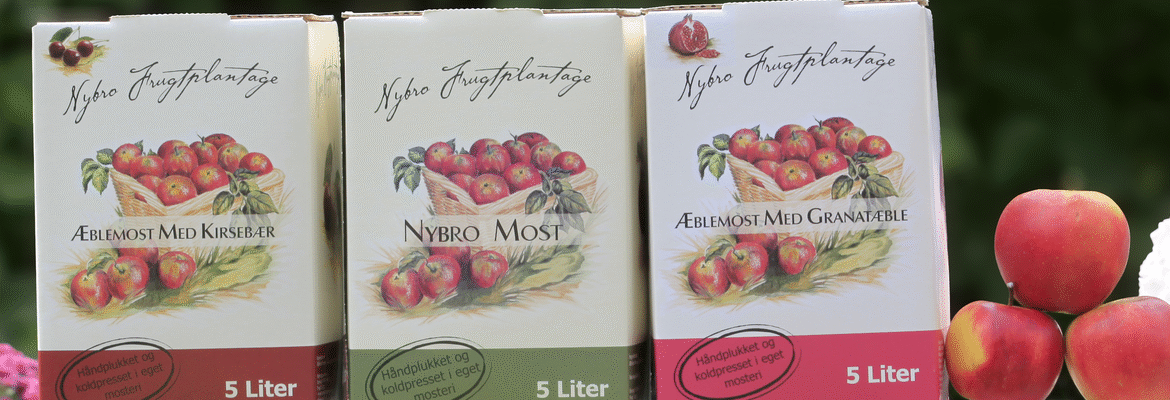 Nybro Frugtplantage
ÆBLEMOST MED KIRSEBÆR
Håndplukket og
koldpresset i eget
mosteri
5 Liter
Nybro Frugtplantage
NYBRO MOST
Håndplukket og
koldpresset i eget
mosteri
5 Liter
Nybro Frugtplantage
ÆBLEMOST MED GRANATÆBLE
Håndplukket og
koldpresset i eget
mosteri
5 Liter